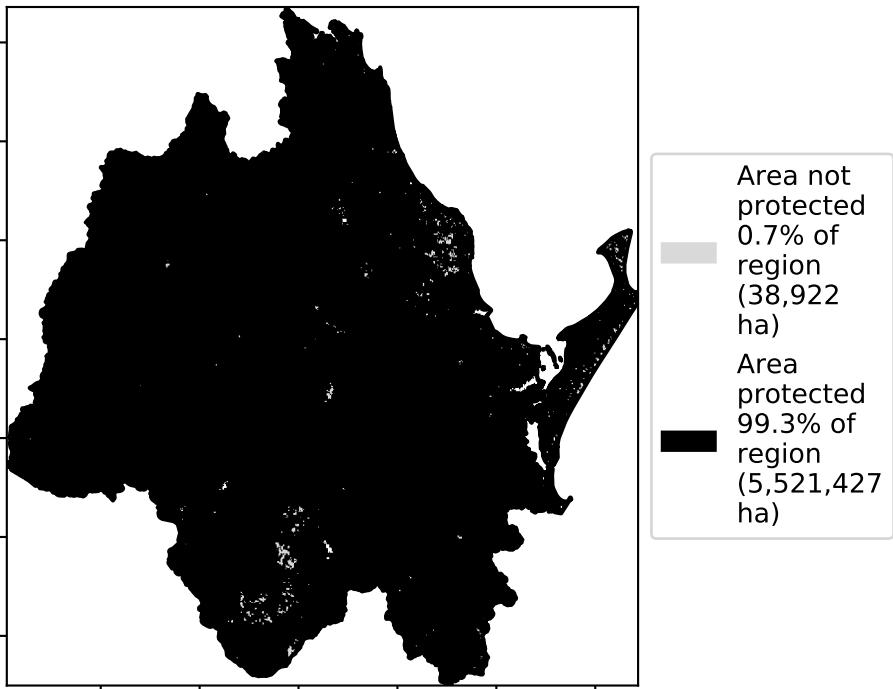 Area not
protected
0.7% of
region
(38,922
ha)
Area
protected
99.3% of
region
(5,521,427
ha)